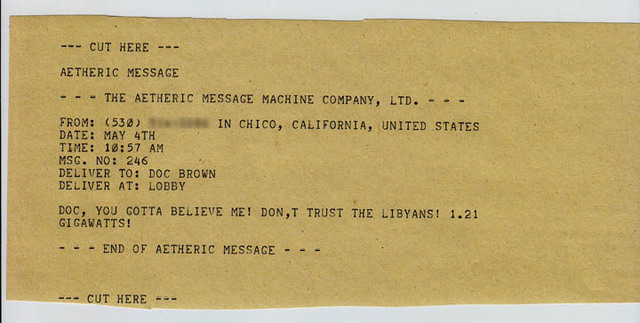 --- CUT HERE ---
AETHERIC MESSAGE
- - - THE AETHERIC MESSAGE MACHINE COMPANY, LTD. - - -
FROM: (530) IN CHICO, CALIFORNIA, UNITED STATES
DATE: MAY 4TH
TIME: 10:57 AM
MSG. NO: 246
DELIVER TO: DOC BROWN
DELIVER AT: LOBBY
DOC, YOU GOTTA BELIEVE ME! DON,T TRUST THE LIBYANS! 1.21
GIGAWATTS!
- - - END OF AETHERIC MESSAGE - - -
--- CUT HERE ---